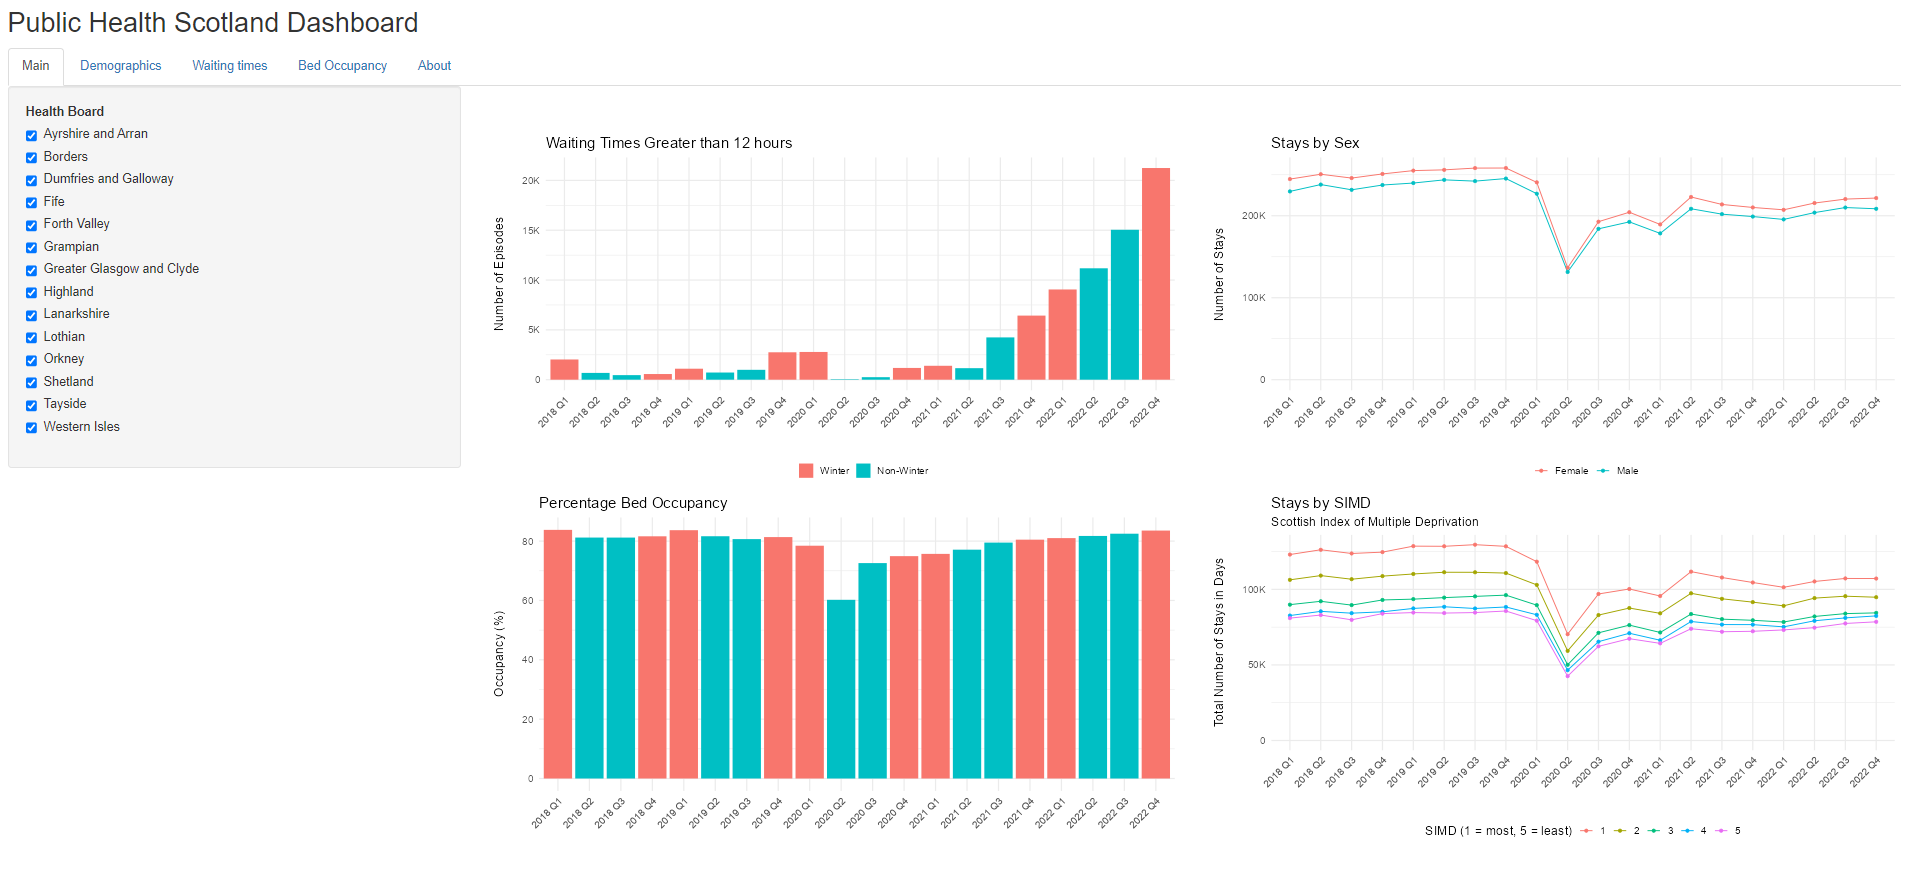 Public Health Scotland Dashboard
Main Demographics Waiting times Bed Occupancy About
Health Board
Ayrshire and Arran
Borders
Dumfries and Galloway
Fife
Forth Valley
Grampian
Greater Glasgow and Clyde
Highland
Lanarkshire
Lothian
Orkney
Shetland
Tayside
Western Isles
Waiting Times Greater than 12 hours
Number of Episodes
20K
15K
10K
5K
0
2018 Q1 2018 Q2 2018 Q3 2018 Q4 2019 Q1 2019 Q2 2019 Q3 2019 Q4 2020 Q1 2020 Q2 2020 Q3 2020 Q4 2021 Q1 2021 Q2 2021 Q3 2021 Q4 2022 Q1 2022 Q2 2022 Q3 2022 Q4
Winter Non-Winter
Stays by Sex
Number of Stays
200K
100K
0
2018 Q1 2018 Q2 2018 Q3 2018 Q4 2019 Q1 2019 Q2 2019 Q3 2019 Q4 2020 Q1 2020 Q2 2020 Q3 2020 Q4 2021 Q1 2021 Q2 2021 Q3 2021 Q4 2022 Q1 2022 Q2 2022 Q3 2022 Q4
Female Male
Percentage Bed Occupancy
Occupancy (%)
80
60
40
20
0
2018 Q1 2018 Q2 2018 Q3 2018 Q4 2019 Q1 2019 Q2 2019 Q3 2019 Q4 2020 Q1 2020 Q2 2020 Q3 2020 Q4 2021 Q1 2021 Q2 2021 Q3 2021 Q4 2022 Q1 2022 Q2 2022 Q3 2022 Q4
Stays by SIMD
Scottish Index of Multiple Deprivation
Total Number of Stays in Days
100K
50K
0
2018 Q1 2018 Q2 2018 Q3 2018 Q4 2019 Q1 2019 Q2 2019 Q3 2019 Q4 2020 Q1 2020 Q2 2020 Q3 2020 Q4 2021 Q1 2021 Q2 2021 Q3 2021 Q4 2022 Q1 2022 Q2 2022 Q3 2022 Q4
SIMD (1 = most, 5 = least) 1 2 3 4 5